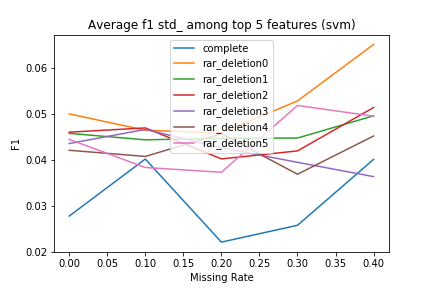 Average f1 std_ among top 5 features (svm)
complete
rar_deletion0
rar_deletion1
rar_deletion2
rar_deletion3
rar_deletion4
rar_deletion5
F1
0.06
0.05
0.04
0.03
0.02
0.00 0.05 0.10 0.15 0.20 0.25 0.30 0.35 0.40
Missing Rate